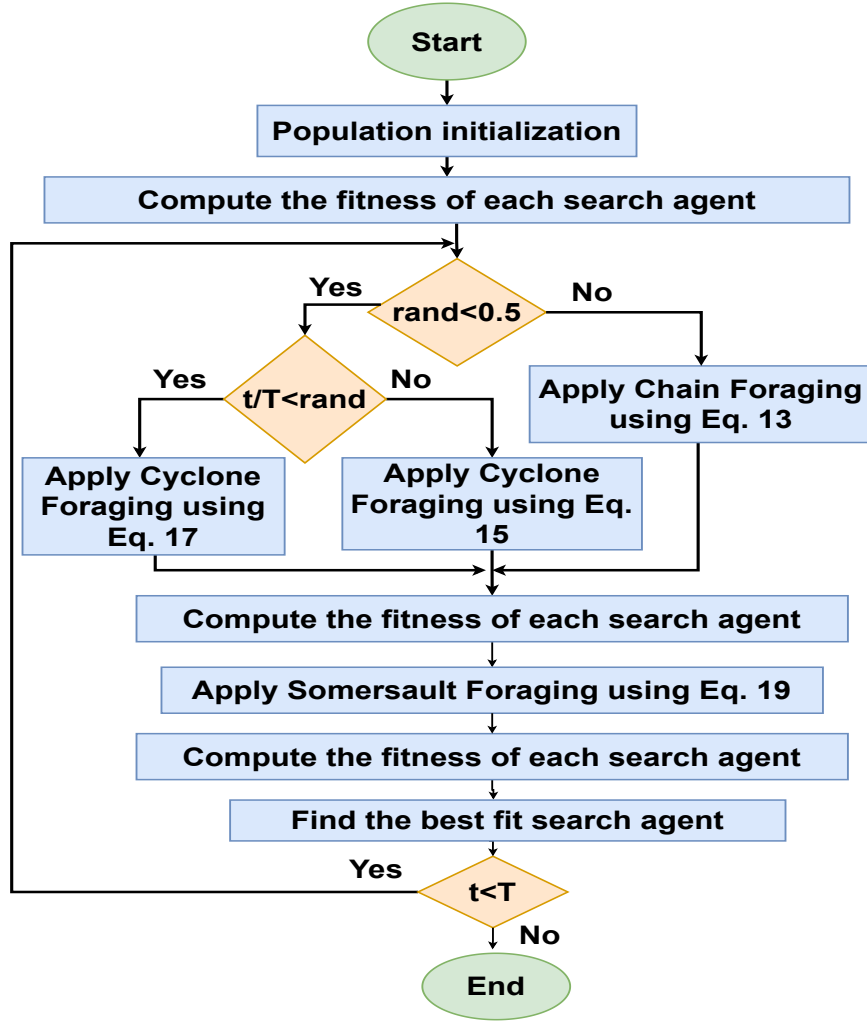 Start
Population initialization
Compute the fitness of each search agent
Yes
rand<0.5
No
Yes
t/T<rand
No
Apply Chain Foraging
using Eq. 13
Apply Cyclone
Foraging using
Eq. 17
Apply Cyclone
Foraging using Eq.
15
Compute the fitness of each search agent
Apply Somersault Foraging using Eq. 19
Compute the fitness of each search agent
Find the best fit search agent
Yes
t<T
No
End